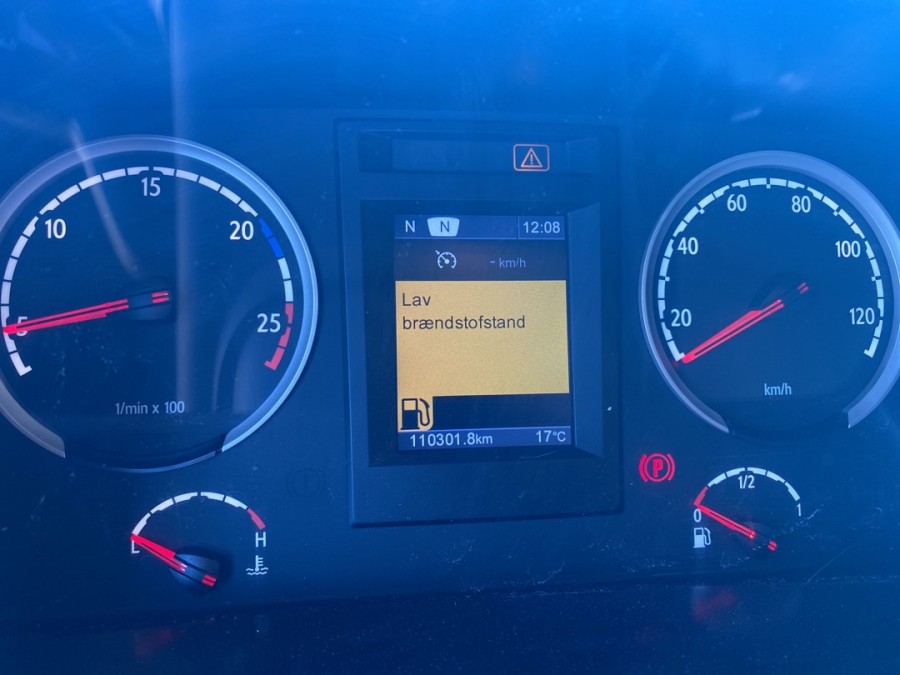 N N 12:08
- km/h
Lav
brændstofstand
110301.8km 17°C
5
10
15
20
25
1/min x 100
20
40
60
80
100
120
km/h
L H
P
0 1/2 1